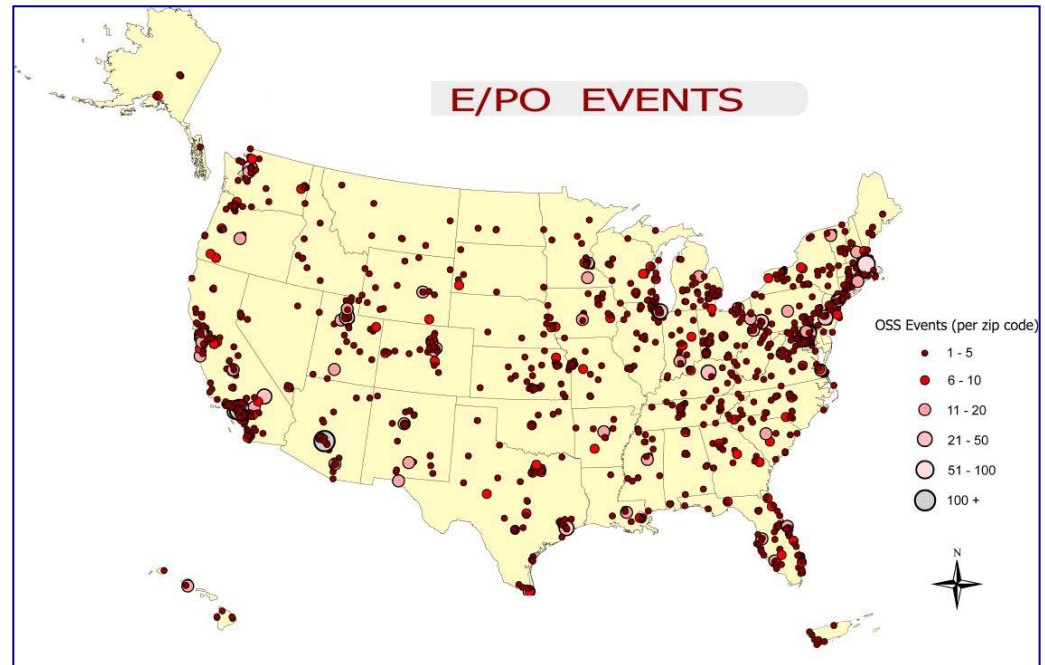 E/PO EVENTS
OSS Events (per zip code)
1 - 5
6 - 10
11 - 20
21 - 50
51 - 100
100 +
N